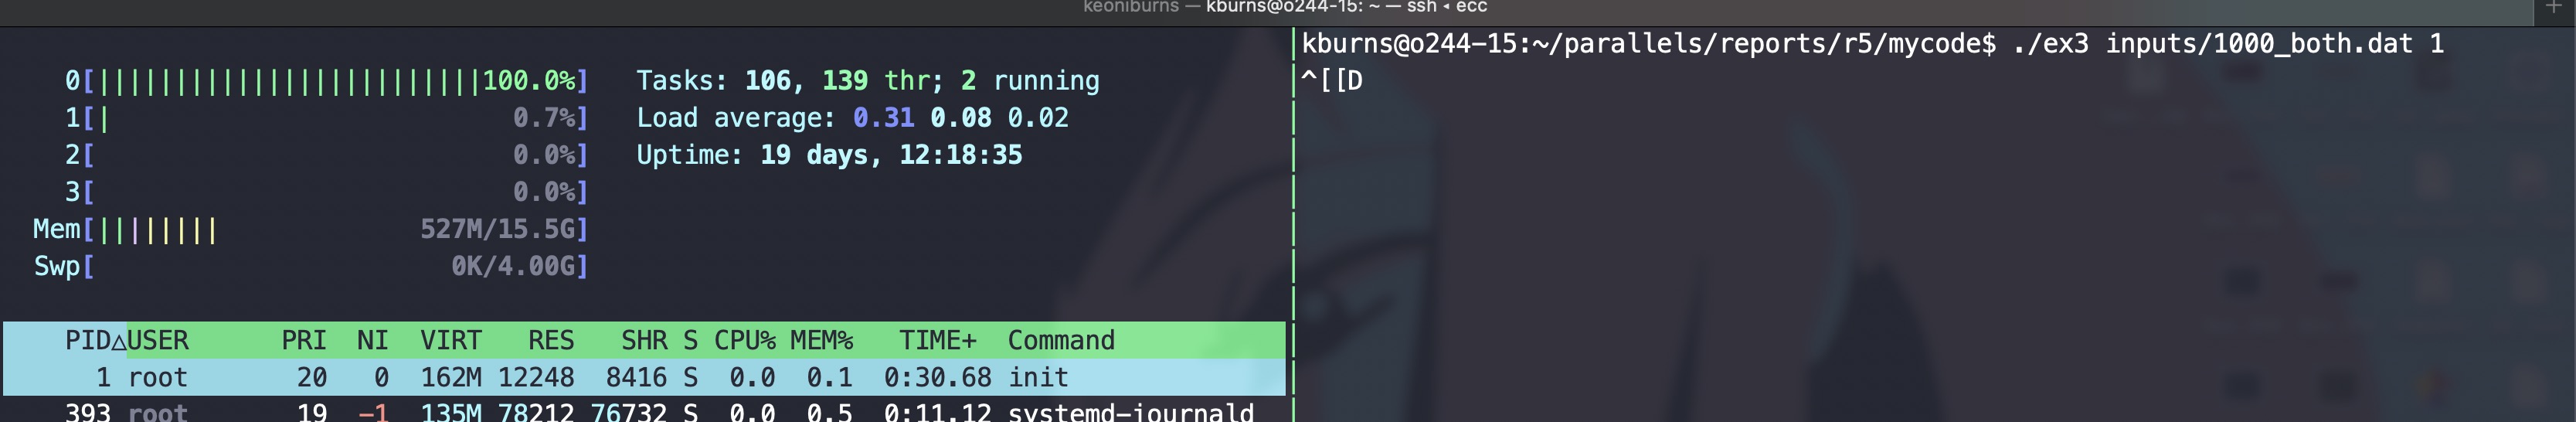 keoniburns — kburns@o244-15: ~ — ssh ◂ ecc
+
0[||||||||||||||||||||||||100.0%]
1[| 0.7%]
2[ 0.0%]
3[ 0.0%]
Mem[|||||||| 527M/15.5G]
Swp[ 0K/4.00G]
Tasks: 106, 139 thr; 2 running
Load average: 0.31 0.08 0.02
Uptime: 19 days, 12:18:35
PID△USER PRI NI VIRT RES SHR S CPU% MEM% TIME+ Command
1 root 20 0 162M 12248 8416 S 0.0 0.1 0:30.68 init
393 root 19 -1 135M 78212 76732 S 0.0 0.5 0:11.12 systemd-journald
kburns@o244-15:~/parallels/reports/r5/mycode$ ./ex3 inputs/1000_both.dat 1
^[[D